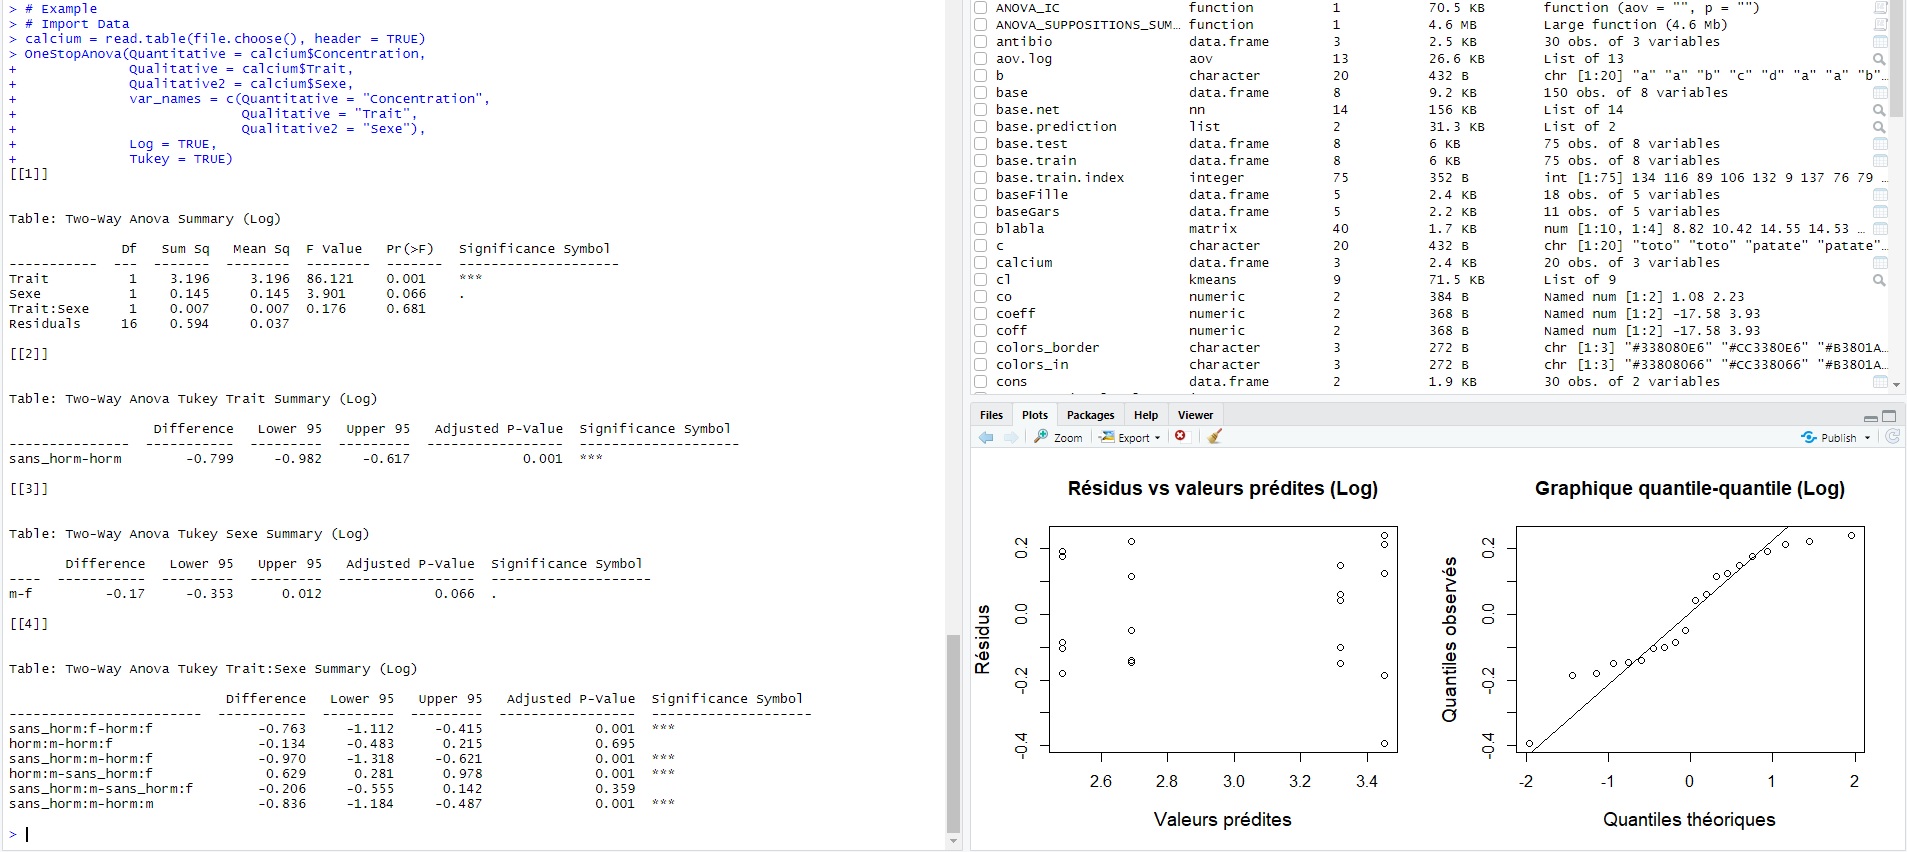 > # Example
> # Import Data
> calcium = read.table(file.choose(), header = TRUE)
> OneStopAnova(Quantitative = calcium$Concentration,
+ Qualitative = calcium$Trait,
+ Qualitative2 = calcium$Sexe,
+ var_names = c(Quantitative = "Concentration",
+ Qualitative = "Trait",
+ Qualitative2 = "Sexe"),
+ Log = TRUE,
+ Tukey = TRUE)
[[1]]
Table: Two-Way Anova Summary (Log)
Df Sum Sq Mean Sq F Value Pr(>F) Significance Symbol
----------- --- ------- -------- -------- ------- --------------------
Trait 1 3.196 3.196 86.121 0.001 ***
Sexe 1 0.145 0.145 3.901 0.066 .
Trait:Sexe 1 0.007 0.007 0.176 0.681
Residuals 16 0.594 0.037
[[2]]
Table: Two-Way Anova Tukey Trait Summary (Log)
Difference Lower 95 Upper 95 Adjusted P-Value Significance Symbol
--------------- ----------- --------- --------- ----------------- --------------------
sans_horm-horm -0.799 -0.982 -0.617 0.001 ***
[[3]]
Table: Two-Way Anova Tukey Sexe Summary (Log)
Difference Lower 95 Upper 95 Adjusted P-Value Significance Symbol
---- ----------- --------- --------- ----------------- --------------------
m-f -0.17 -0.353 0.012 0.066 .
[[4]]
Table: Two-Way Anova Tukey Trait:Sexe Summary (Log)
Difference Lower 95 Upper 95 Adjusted P-Value Significance Symbol
------------------------ ----------- --------- --------- ----------------- --------------------
sans_horm:f-horm:f -0.763 -1.112 -0.415 0.001 ***
horm:m-horm:f -0.134 -0.483 0.215 0.695
sans_horm:m-horm:f -0.970 -1.318 -0.621 0.001 ***
horm:m-sans_horm:f 0.629 0.281 0.978 0.001 ***
sans_horm:m-sans_horm:f -0.206 -0.555 0.142 0.359
sans_horm:m-horm:m -0.836 -1.184 -0.487 0.001 ***
>
ANOVA_IC function 1 70.5 KB function (aov = "", p = "")
ANOVA_SUPPOSITIONS_SUM… function 1 4.6 MB Large function (4.6 Mb)
antibio data.frame 3 2.5 KB 30 obs. of 3 variables
aov.log aov 13 26.6 KB List of 13
b character 20 432 B chr [1:20] "a" "a" "b" "c" "d" "a" "a" "b"…
base data.frame 8 9.2 KB 150 obs. of 8 variables
base.net nn 14 156 KB List of 14
base.prediction list 2 31.3 KB List of 2
base.test data.frame 8 6 KB 75 obs. of 8 variables
base.train data.frame 8 6 KB 75 obs. of 8 variables
base.train.index integer 75 352 B int [1:75] 134 116 89 106 132 9 137 76 79 …
baseFille data.frame 5 2.4 KB 18 obs. of 5 variables
baseGars data.frame 5 2.2 KB 11 obs. of 5 variables
blabla matrix 40 1.7 KB num [1:10, 1:4] 8.82 10.42 14.55 14.53 …
c character 20 432 B chr [1:20] "toto" "toto" "patate" "patate"…
calcium data.frame 3 2.4 KB 20 obs. of 3 variables
cl kmeans 9 71.5 KB List of 9
co numeric 2 384 B Named num [1:2] 1.08 2.23
coeff numeric 2 368 B Named num [1:2] -17.58 3.93
coff numeric 2 368 B Named num [1:2] -17.58 3.93
colors_border character 3 272 B chr [1:3] "#338080E6" "#CC3380E6" "#B3801A…
colors_in character 3 272 B chr [1:3] "#33808066" "#CC338066" "#B3801A…
cons data.frame 2 1.9 KB 30 obs. of 2 variables
Files Plots Packages Help Viewer
Zoom Export Publish
Résidus vs valeurs prédites (Log)
Résidus
0.2
0.0
-0.2
-0.4
2.6 2.8 3.0 3.2 3.4
Valeurs prédites
Graphique quantile-quantile (Log)
Quantiles observés
0.2
0.0
-0.2
-0.4
-2 -1 0 1 2
Quantiles théoriques